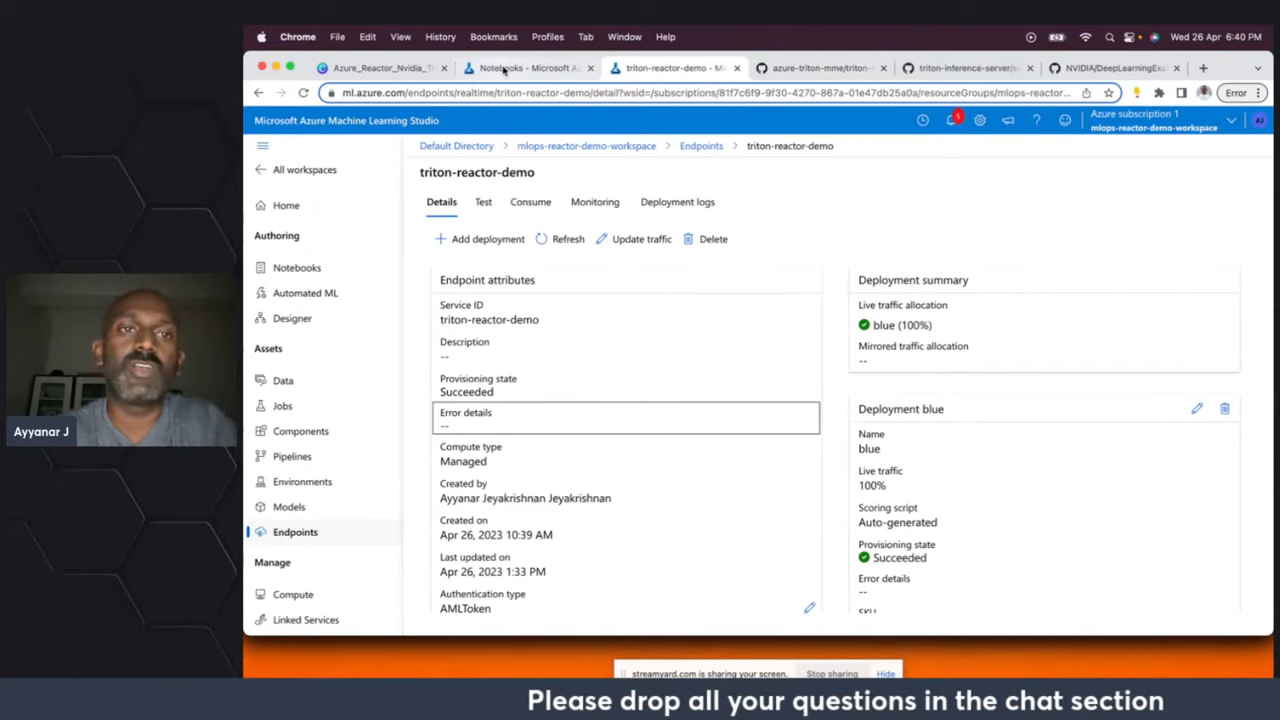 Chrome File Edit View History Bookmarks Profiles Tab Window Help Wed 26 Apr 6:40 PM
Azure_Reactor_Nvidia_T Notebooks - Microsoft Az triton-reactor-demo - Mi azure-triton-mme/triton- triton-inference-server/se NVIDIA/DeepLearningExa
ml.azure.com/endpoints/realtime/triton-reactor-demo/detail?wsid=/subscriptions/81f7c6f9-9f30-4270-867a-01e47db25a0a/resourceGroups/mlops-reactor... Error
Microsoft Azure Machine Learning Studio
5
Azure subscription 1
mlops-reactor-demo-workspace
AJ
All workspaces
Home
Authoring
Notebooks
Automated ML
Designer
Assets
Data
Jobs
Components
Pipelines
Environments
Models
Endpoints
Manage
Compute
Linked Services
Default Directory > mlops-reactor-demo-workspace > Endpoints > triton-reactor-demo
triton-reactor-demo
Details Test Consume Monitoring Deployment logs
Add deployment Refresh Update traffic Delete
Endpoint attributes
Service ID
triton-reactor-demo
Description
--
Provisioning state
Succeeded
Error details
--
Compute type
Managed
Created by
Ayyanar Jeyakrishnan Jeyakrishnan
Created on
Apr 26, 2023 10:39 AM
Last updated on
Apr 26, 2023 1:33 PM
Authentication type
AMLToken
Deployment summary
Live traffic allocation
blue (100%)
Mirrored traffic allocation
--
Deployment blue
Name
blue
Live traffic
100%
Scoring script
Auto-generated
Provisioning state
Succeeded
Error details
--
SKU
Ayyanar J
streamyard.com is sharing your screen. Stop sharing Hide
Please drop all your questions in the chat section